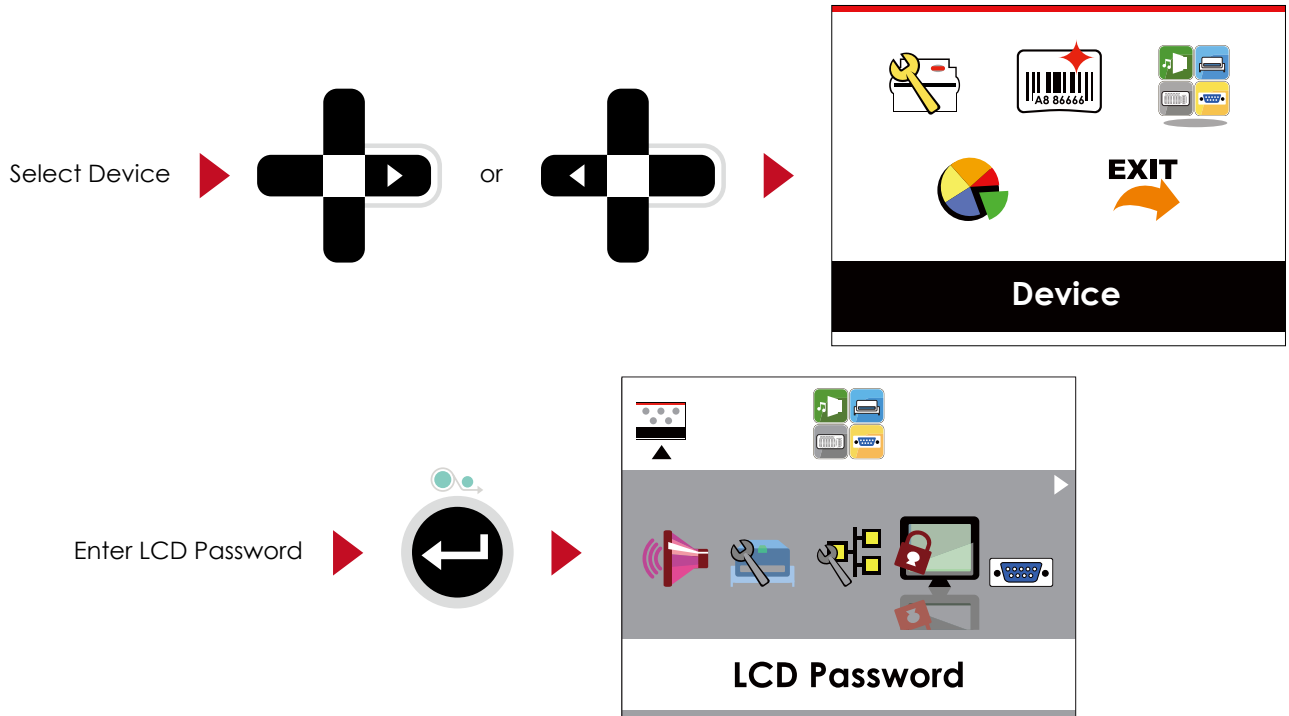 Select Device
or
A8 86666
EXIT
Device
Enter LCD Password
LCD Password